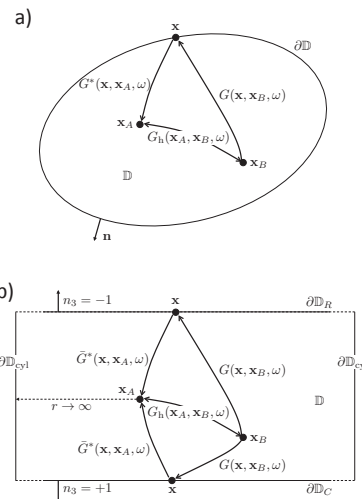 a)
x
∂𝔻
G*(x, x_A, ω)
G(x, x_B, ω)
x_A
G_h(x_A, x_B, ω)
x_B
𝔻
n
b)
n_3 = −1
x
∂𝔻_R
∂𝔻_cyl
∂𝔻_cy
Ḡ*(x, x_A, ω)
G(x, x_B, ω)
x_A
𝔻
r → ∞
G_h(x_A, x_B, ω)
x_B
Ḡ*(x, x_A, ω)
G(x, x_B, ω)
n_3 = +1
x
∂𝔻_C